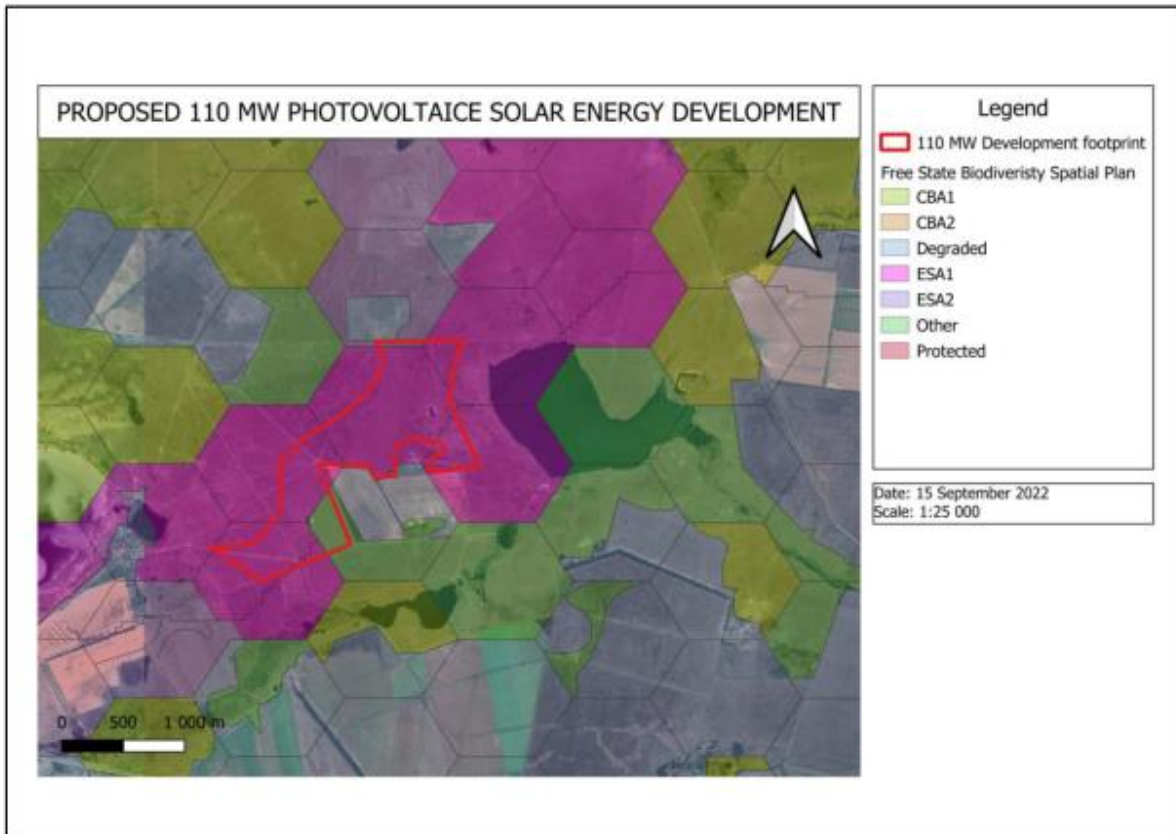 PROPOSED 110 MW PHOTOVOLTAICE SOLAR ENERGY DEVELOPMENT
Legend
110 MW Development footprint
Free State Biodiveristy Spatial Plan
CBA1
CBA2
Degraded
ESA1
ESA2
Other
Protected
Date: 15 September 2022
Scale: 1:25 000
0 500 1 000 m